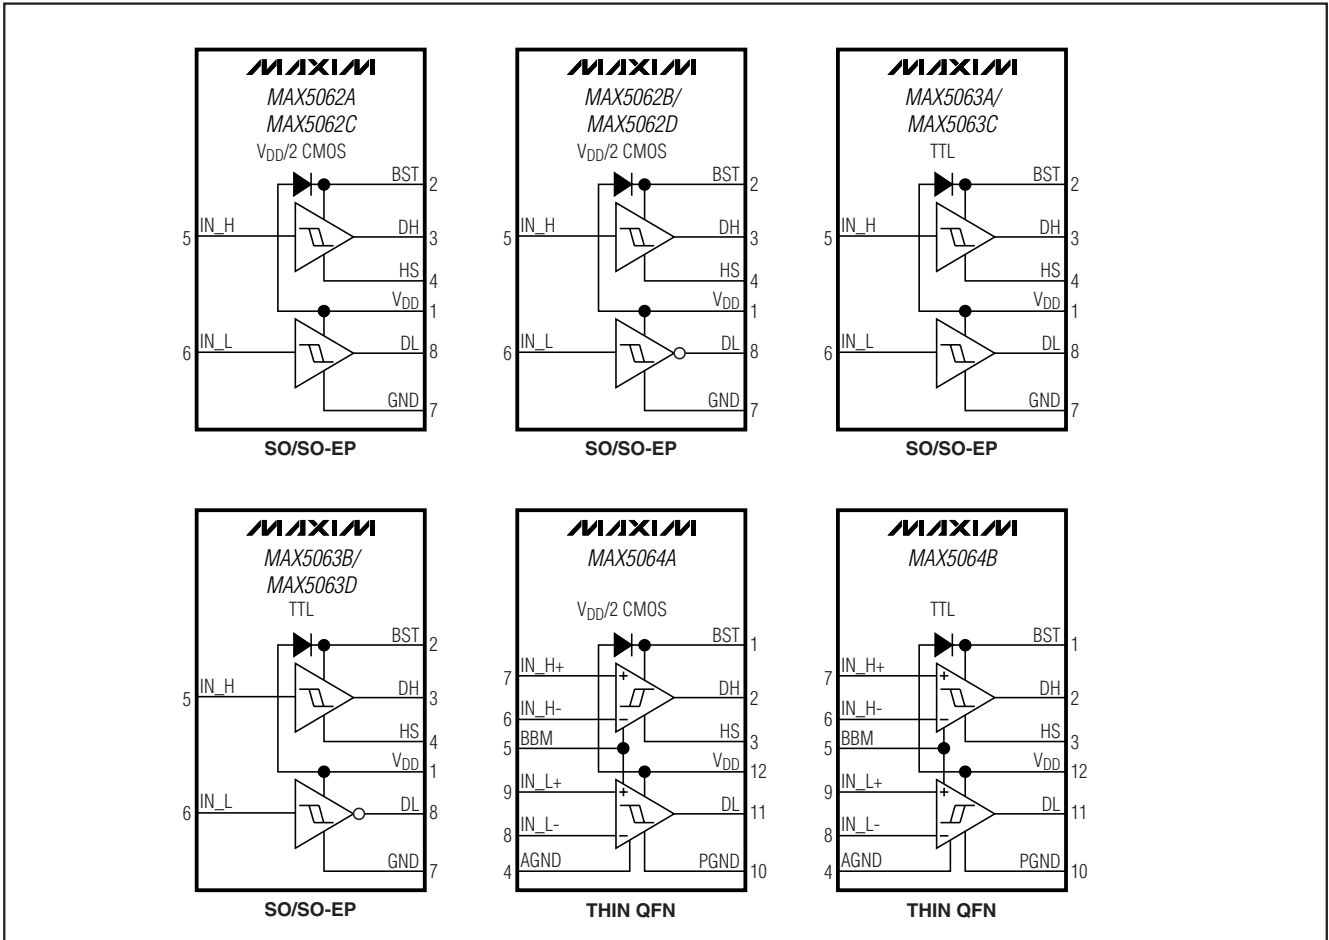 MAXIM
MAX5062A
MAX5062C
VDD/2 CMOS
BST 2
IN_H
5
DH 3
HS 4
VDD 1
IN_L
6
DL 8
GND 7
SO/SO-EP
MAXIM
MAX5062B/
MAX5062D
VDD/2 CMOS
BST 2
IN_H
5
DH 3
HS 4
VDD 1
IN_L
6
DL 8
GND 7
SO/SO-EP
MAXIM
MAX5063A/
MAX5063C
TTL
BST 2
IN_H
5
DH 3
HS 4
VDD 1
IN_L
6
DL 8
GND 7
SO/SO-EP
MAXIM
MAX5063B/
MAX5063D
TTL
BST 2
IN_H
5
DH 3
HS 4
VDD 1
IN_L
6
DL 8
GND 7
SO/SO-EP
MAXIM
MAX5064A
VDD/2 CMOS
BST 1
7 IN_H+
+
DH 2
6 IN_H-
−
HS 3
5 BBM
VDD 12
9 IN_L+
+
DL 11
8 IN_L-
−
4 AGND
PGND 10
THIN QFN
MAXIM
MAX5064B
TTL
BST 1
7 IN_H+
+
DH 2
6 IN_H-
−
HS 3
5 BBM
VDD 12
9 IN_L+
+
DL 11
8 IN_L-
−
4 AGND
PGND 10
THIN QFN